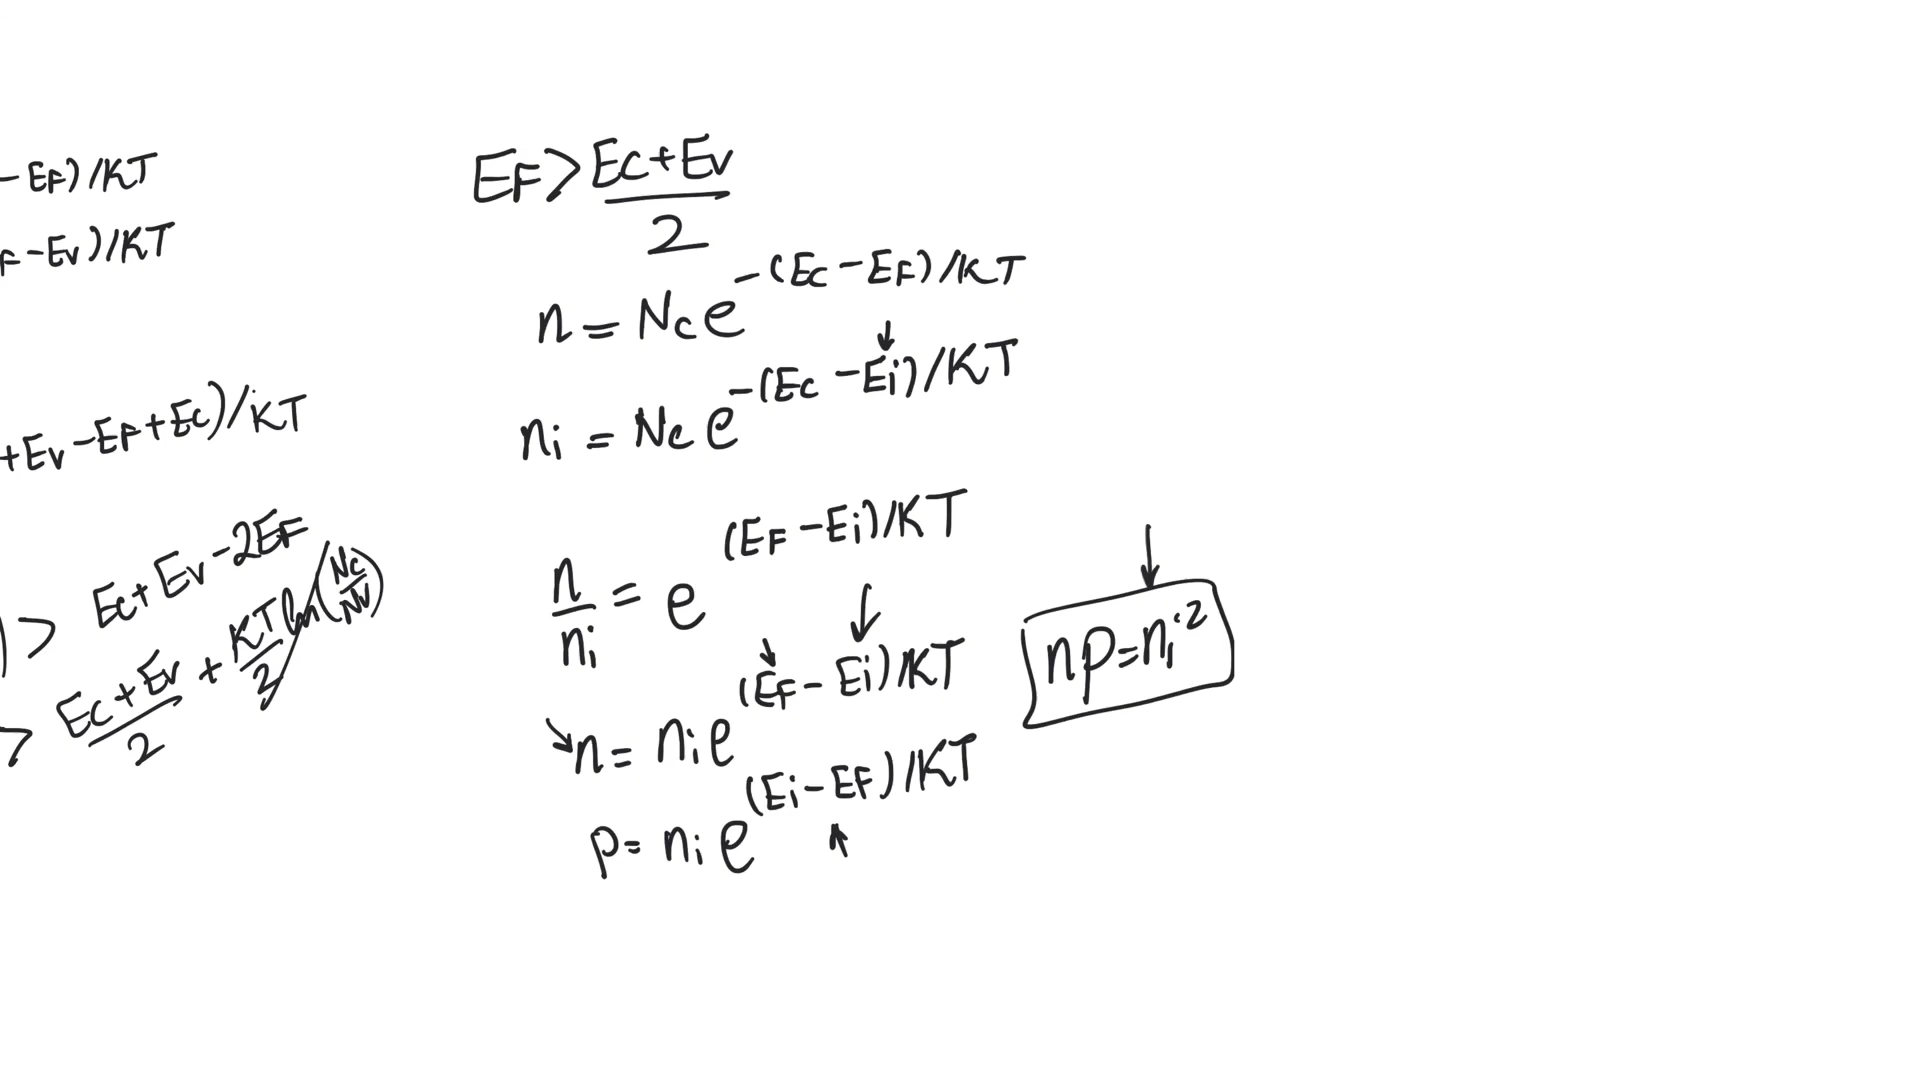 - EF)/KT
F - Ev)/KT
+Ev - EF + Ec)/KT
) > Ec + Ev - 2EF
> Ec + Ev / 2 + KT / 2 ln(Nc / Nv)
EF > Ec + Ev / 2
n = Nc e^-(Ec - EF)/KT
ni = Nc e^-(Ec - Ei)/KT
n / ni = e^(EF - Ei)/KT
n = ni e^(EF - Ei)/KT
p = ni e^(Ei - EF)/KT
np = ni^2